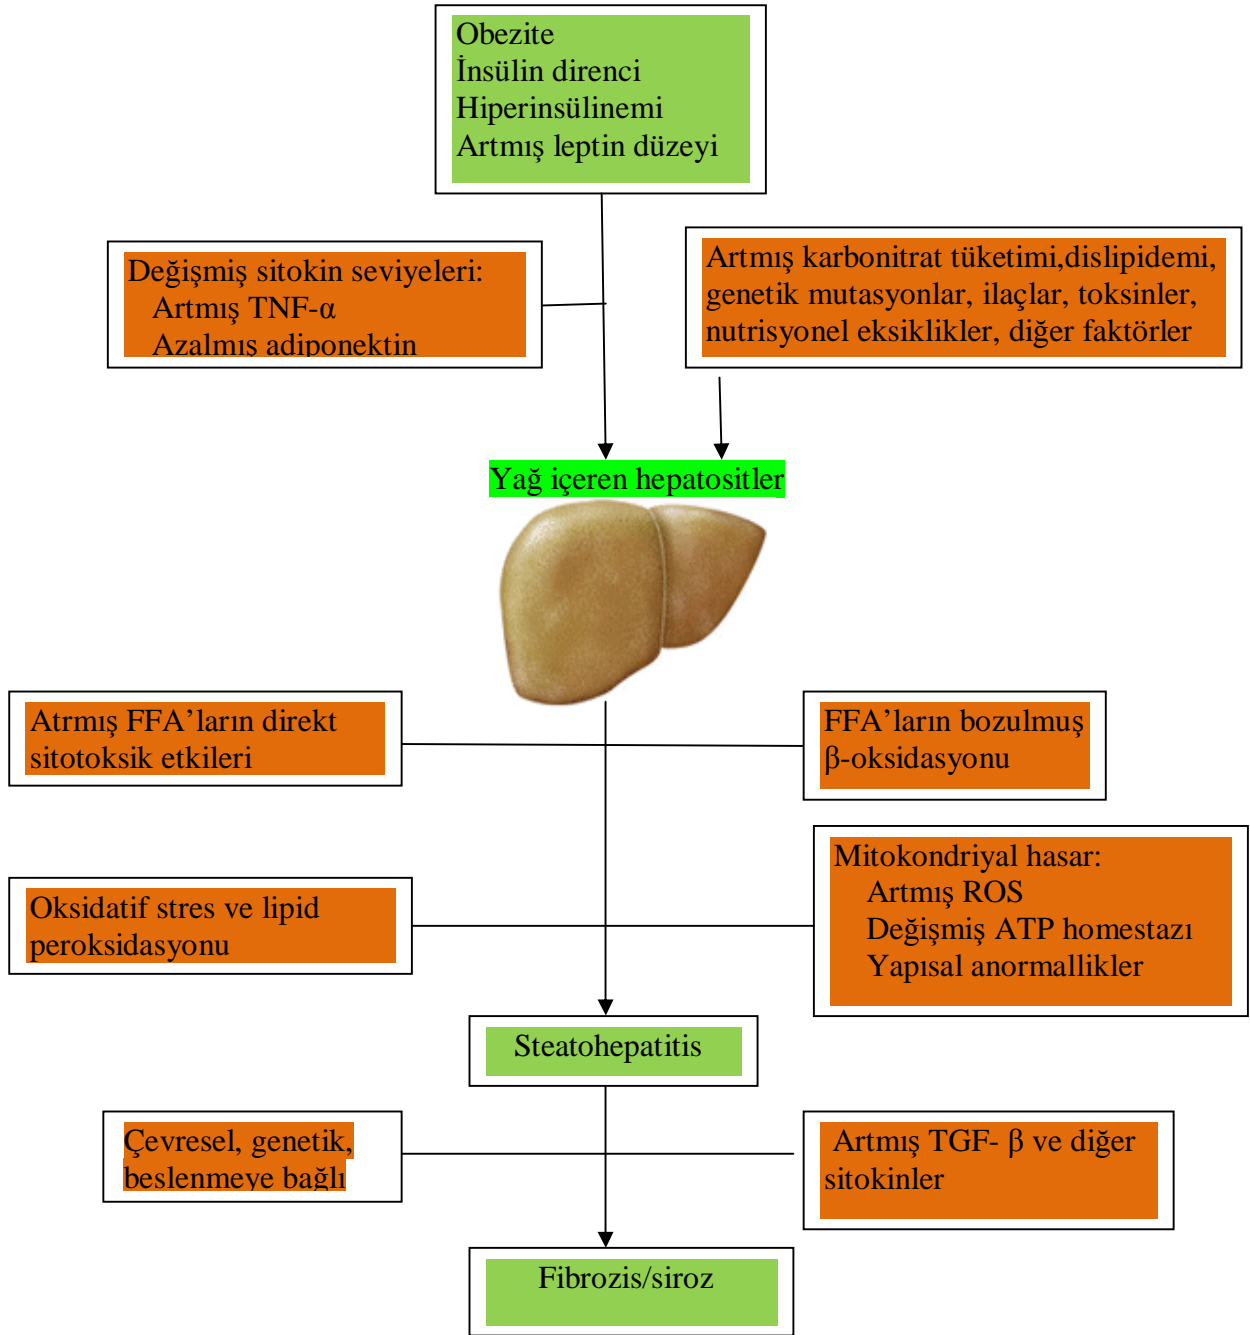 Obezite
İnsülin direnci
Hiperinsülinemi
Artmış leptin düzeyi
Değişmiş sitokin seviyeleri:
Artmış TNF-α
Azalmış adiponektin
Artmış karbonitrat tüketimi,dislipidemi,
genetik mutasyonlar, ilaçlar, toksinler,
nutrisyonel eksiklikler, diğer faktörler
Yağ içeren hepatositler
Atrmış FFA’ların direkt
sitotoksik etkileri
FFA’ların bozulmuş
β-oksidasyonu
Oksidatif stres ve lipid
peroksidasyonu
Mitokondriyal hasar:
Artmış ROS
Değişmiş ATP homestazı
Yapısal anormallikler
Steatohepatitis
Çevresel, genetik,
beslenmeye bağlı
Artmış TGF- β ve diğer
sitokinler
Fibrozis/siroz